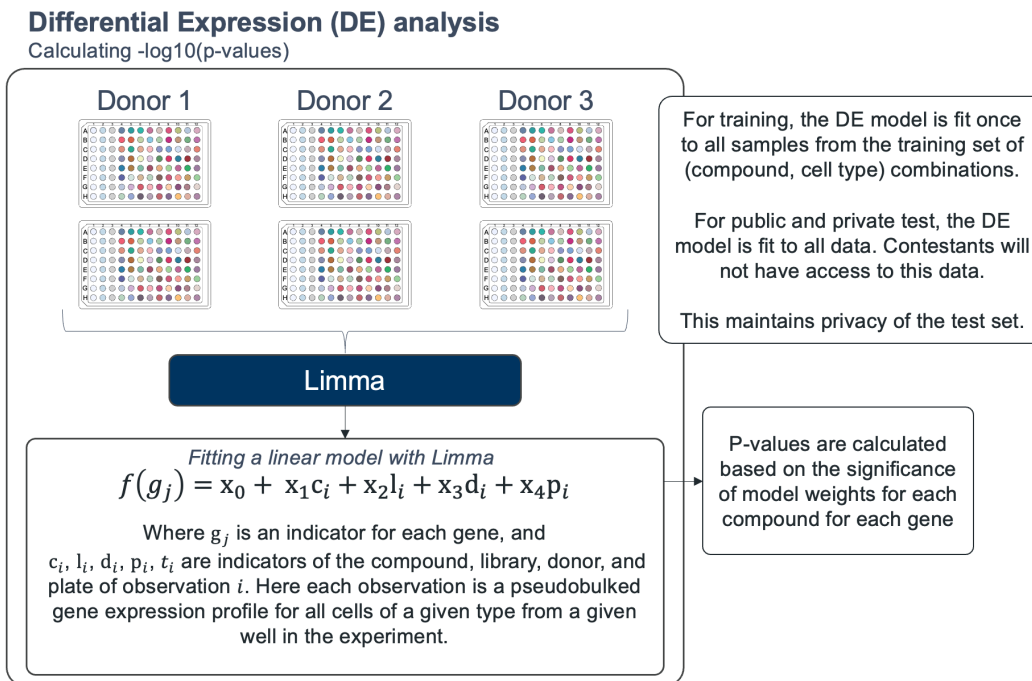 Differential Expression (DE) analysis
Calculating -log10(p-values)
Donor 1
Donor 2
Donor 3
For training, the DE model is fit once
to all samples from the training set of
(compound, cell type) combinations.
For public and private test, the DE
model is fit to all data. Contestants will
not have access to this data.
This maintains privacy of the test set.
Limma
Fitting a linear model with Limma
f(gⱼ) = x₀ + x₁cᵢ + x₂lᵢ + x₃dᵢ + x₄pᵢ
Where gⱼ is an indicator for each gene, and
cᵢ, lᵢ, dᵢ, pᵢ, tᵢ are indicators of the compound, library, donor, and
plate of observation i. Here each observation is a pseudobulked
gene expression profile for all cells of a given type from a given
well in the experiment.
P-values are calculated
based on the significance
of model weights for each
compound for each gene